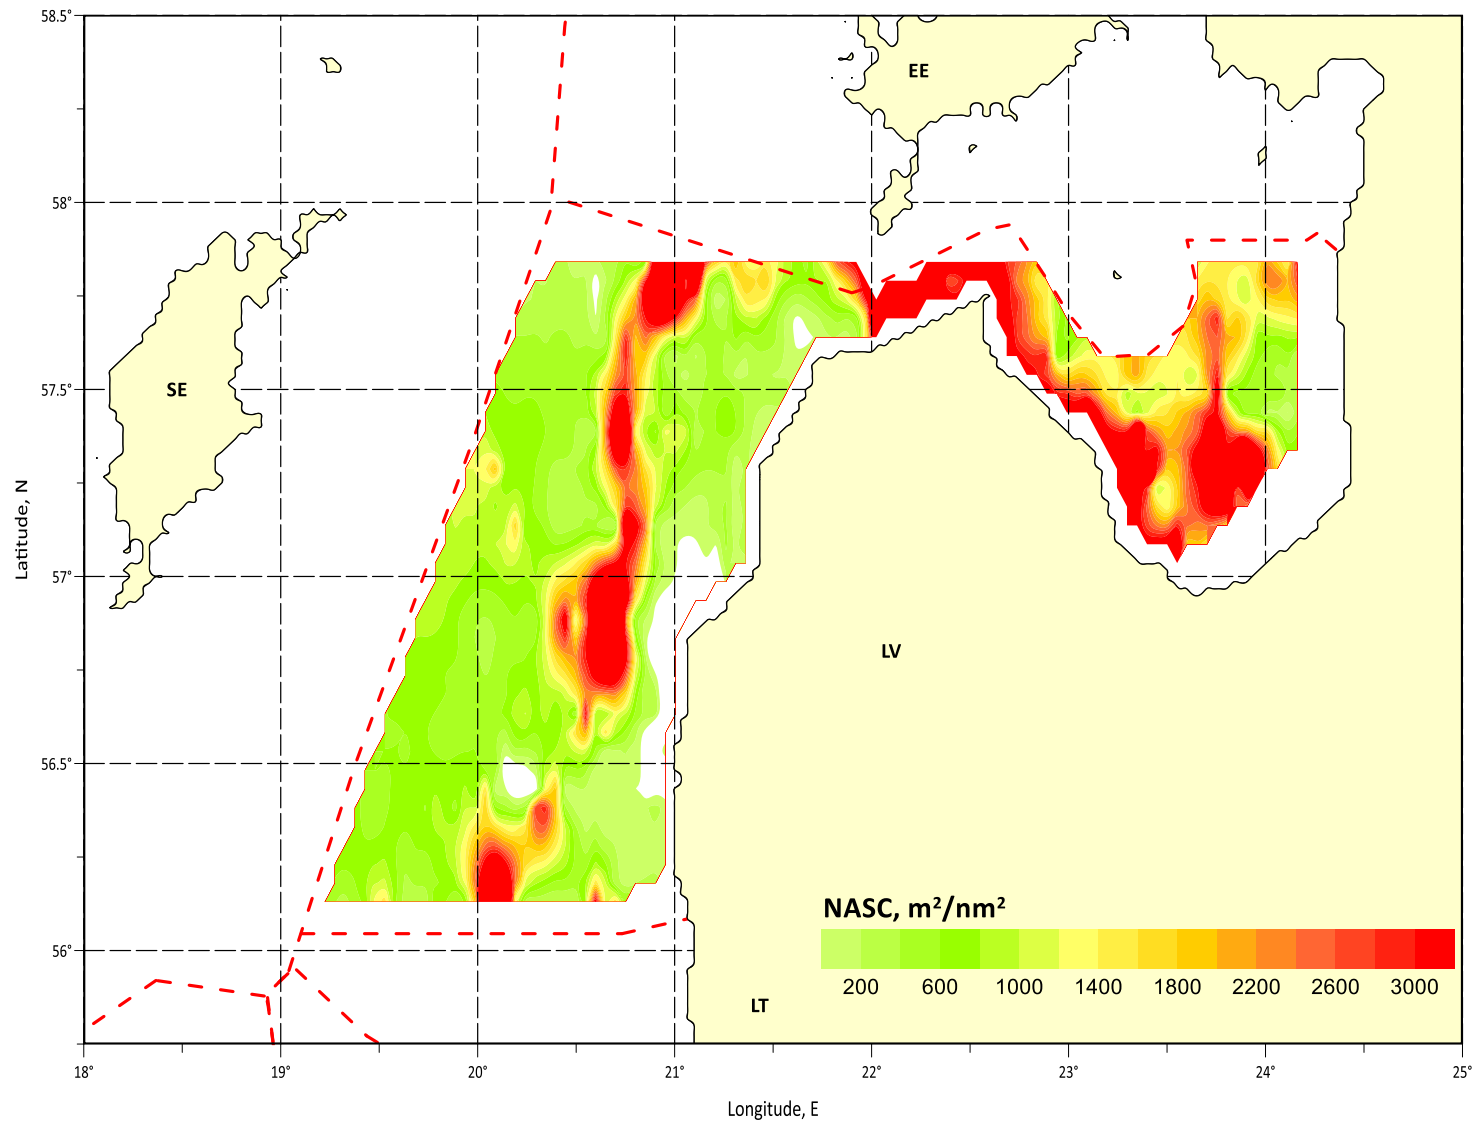 58.5°
EE
58°
SE
57.5°
Latitude, N
57°
LV
56.5°
NASC, m²/nm²
56°
200 600 1000 1400 1800 2200 2600 3000
LT
18° 19° 20° 21° 22° 23° 24° 25°
Longitude, E